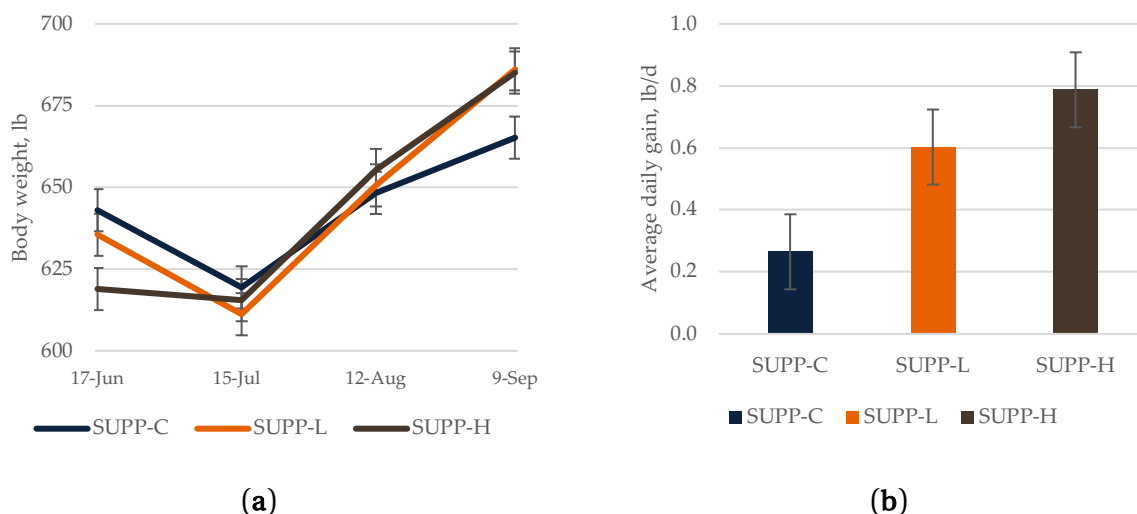 Body weight, lb
700
675
650
625
600
17-Jun 15-Jul 12-Aug 9-Sep
SUPP-C SUPP-L SUPP-H
(a)
Average daily gain, lb/d
1.0
0.8
0.6
0.4
0.2
0.0
SUPP-C SUPP-L SUPP-H
SUPP-C SUPP-L SUPP-H
(b)